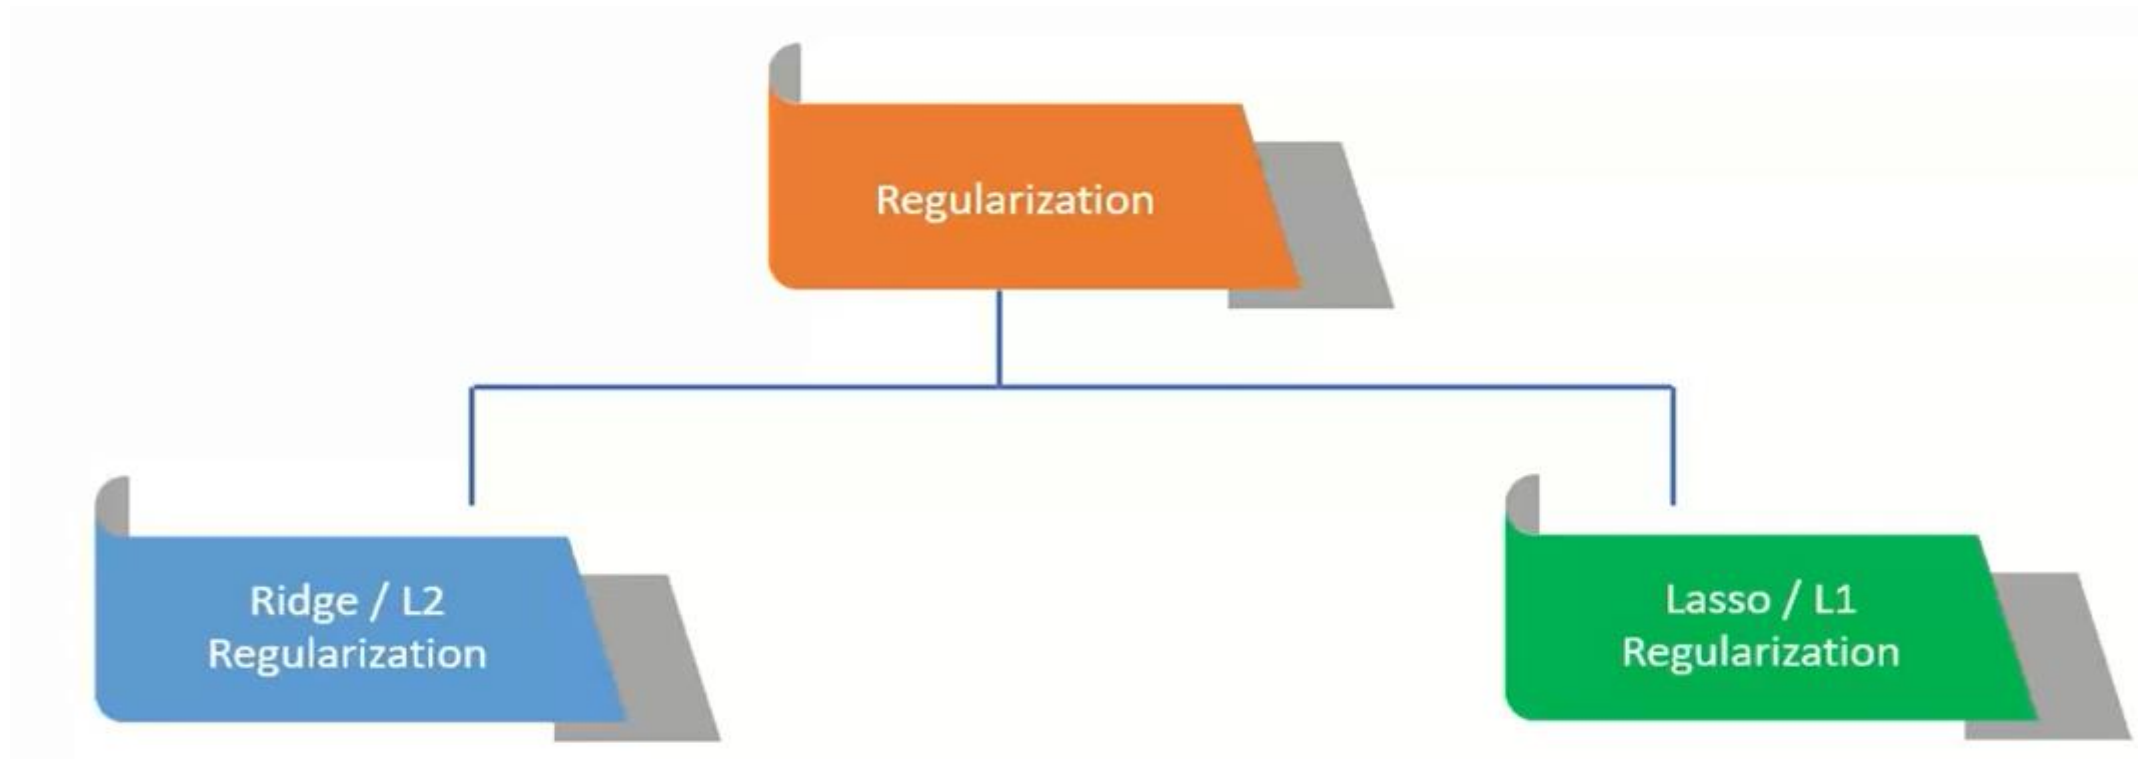 Regularization
Ridge / L2
Regularization
Lasso / L1
Regularization